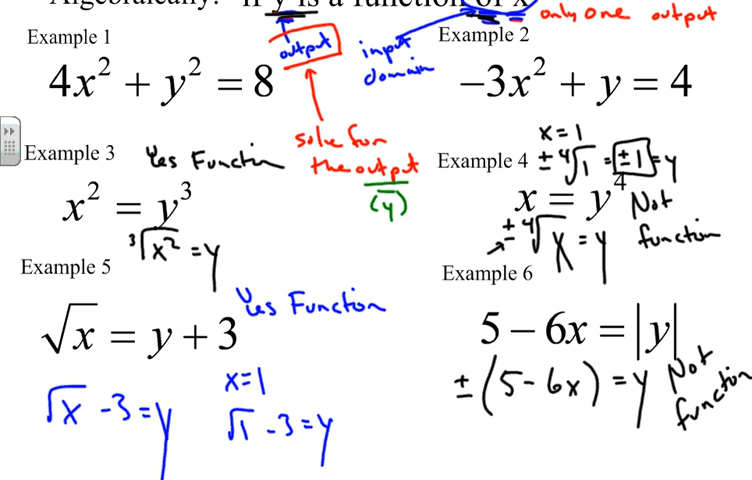 Algebraically: If y is a function of x
only one output
output
input
domain
Example 1
4x² + y² = 8
Example 2
−3x² + y = 4
solve for
the output
(y)
Example 3
Yes Function
x² = y³
³√x² = y
Example 4
x = 1
± ⁴√1 = ±1 = y
x = y⁴
Not
function
± ⁴√x = y
Example 5
Yes Function
√x = y + 3
√x - 3 = y
x = 1
√1 - 3 = y
Example 6
5 − 6x = |y|
± (5 - 6x) = y
Not
function